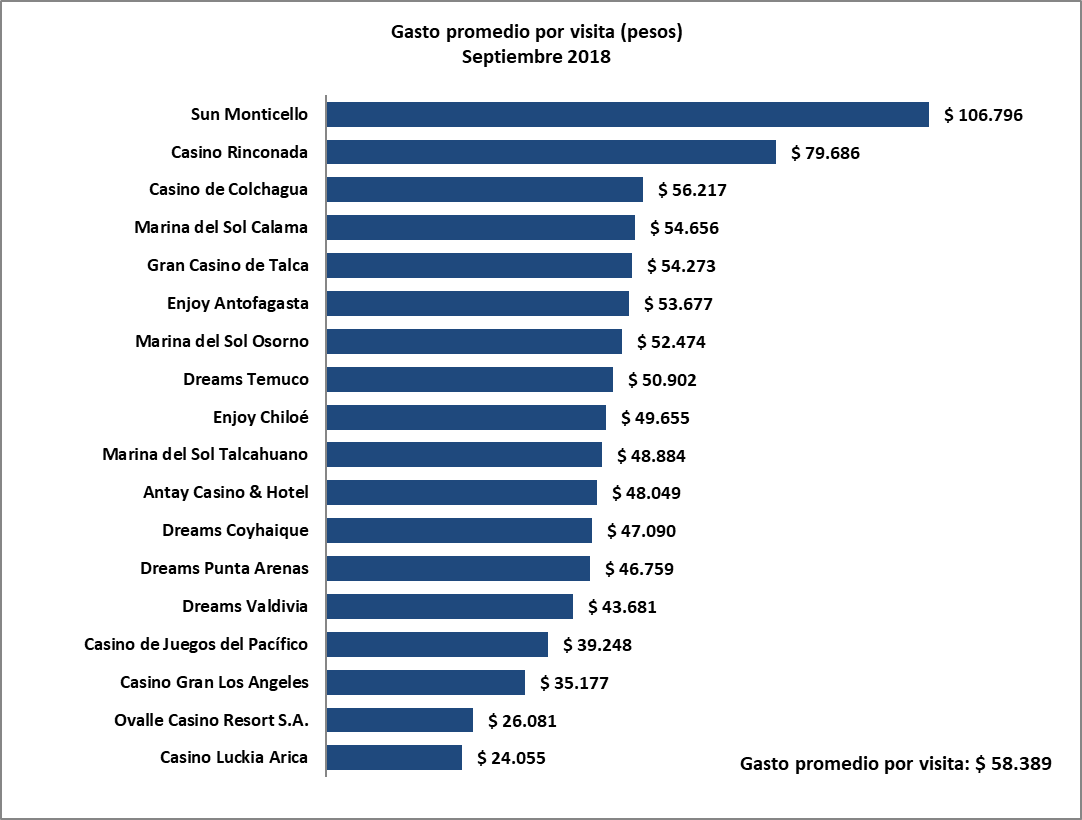 Gasto promedio por visita (pesos)
Septiembre 2018
Sun Monticello $ 106.796
Casino Rinconada $ 79.686
Casino de Colchagua $ 56.217
Marina del Sol Calama $ 54.656
Gran Casino de Talca $ 54.273
Enjoy Antofagasta $ 53.677
Marina del Sol Osorno $ 52.474
Dreams Temuco $ 50.902
Enjoy Chiloé $ 49.655
Marina del Sol Talcahuano $ 48.884
Antay Casino & Hotel $ 48.049
Dreams Coyhaique $ 47.090
Dreams Punta Arenas $ 46.759
Dreams Valdivia $ 43.681
Casino de Juegos del Pacífico $ 39.248
Casino Gran Los Angeles $ 35.177
Ovalle Casino Resort S.A. $ 26.081
Casino Luckia Arica $ 24.055
Gasto promedio por visita: $ 58.389